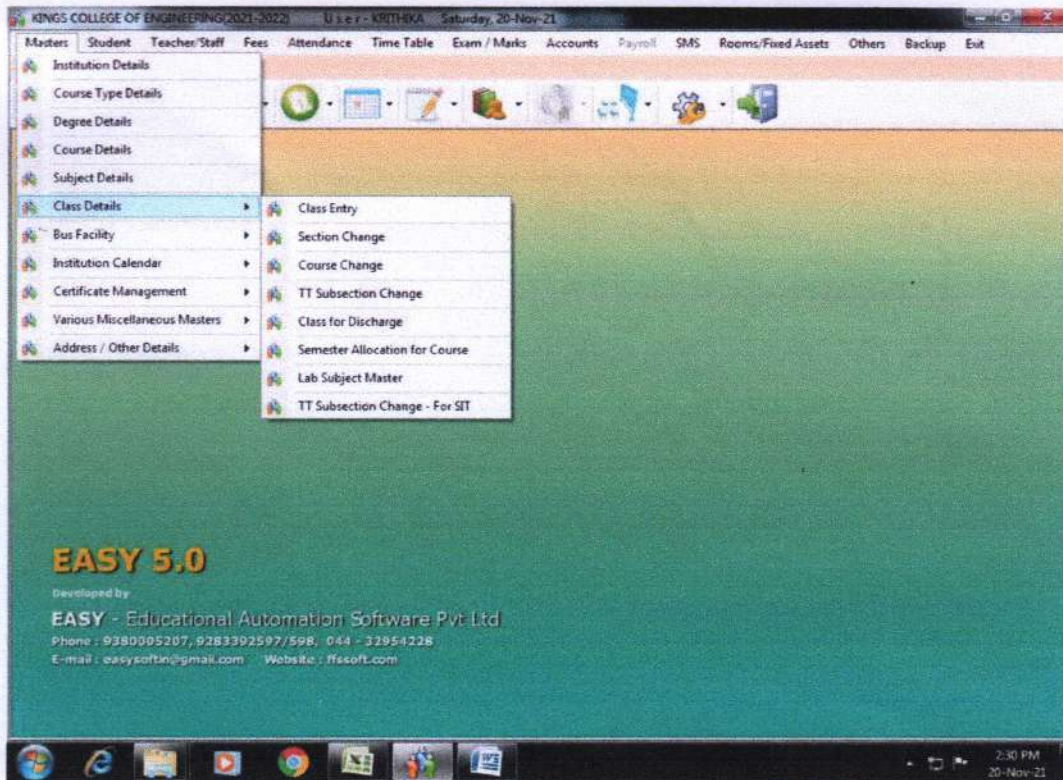 KINGS COLLEGE OF ENGINEERING(2021-2022) User - KRITHIKA Saturday, 20-Nov-21
Masters Student Teacher/Staff Fees Attendance Time Table Exam / Marks Accounts Payroll SMS Rooms/Fixed Assets Others Backup Exit
Institution Details
Course Type Details
Degree Details
Course Details
Subject Details
Class Details
Bus Facility
Institution Calendar
Certificate Management
Various Miscellaneous Masters
Address / Other Details
Class Entry
Section Change
Course Change
TT Subsection Change
Class for Discharge
Semester Allocation for Course
Lab Subject Master
TT Subsection Change - For SIT
EASY 5.0
Developed by
EASY - Educational Automation Software Pvt Ltd
Phone : 9380005207, 9283392597/598, 044 - 32954228
E-mail : easysoftin@gmail.com Website : ffssoft.com
2:30 PM
20-Nov-21